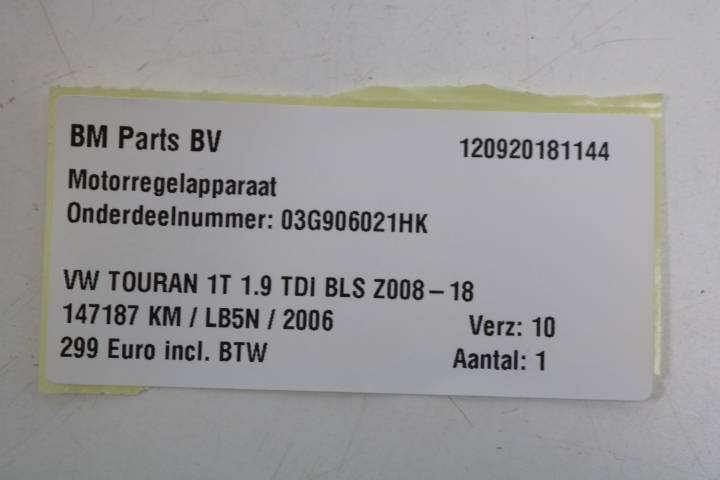 BM Parts BV 120920181144
Motorregelapparaat
Onderdeelnummer: 03G906021HK
VW TOURAN 1T 1.9 TDI BLS Z008-18
147187 KM / LB5N / 2006 Verz: 10
299 Euro incl. BTW Aantal: 1